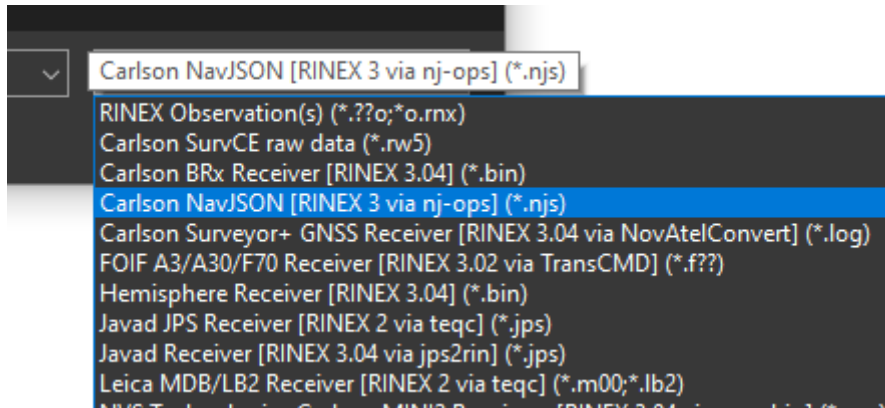 Carlson NavJSON [RINEX 3 via nj-ops] (*.njs)
RINEX Observation(s) (*.??o;*o.rnx)
Carlson SurvCE raw data (*.rw5)
Carlson BRx Receiver [RINEX 3.04] (*.bin)
Carlson NavJSON [RINEX 3 via nj-ops] (*.njs)
Carlson Surveyor+ GNSS Receiver [RINEX 3.04 via NovAtelConvert] (*.log)
FOIF A3/A30/F70 Receiver [RINEX 3.02 via TransCMD] (*.f??)
Hemisphere Receiver [RINEX 3.04] (*.bin)
Javad JPS Receiver [RINEX 2 via teqc] (*.jps)
Javad Receiver [RINEX 3.04 via jps2rin] (*.jps)
Leica MDB/LB2 Receiver [RINEX 2 via teqc] (*.m00;*.lb2)